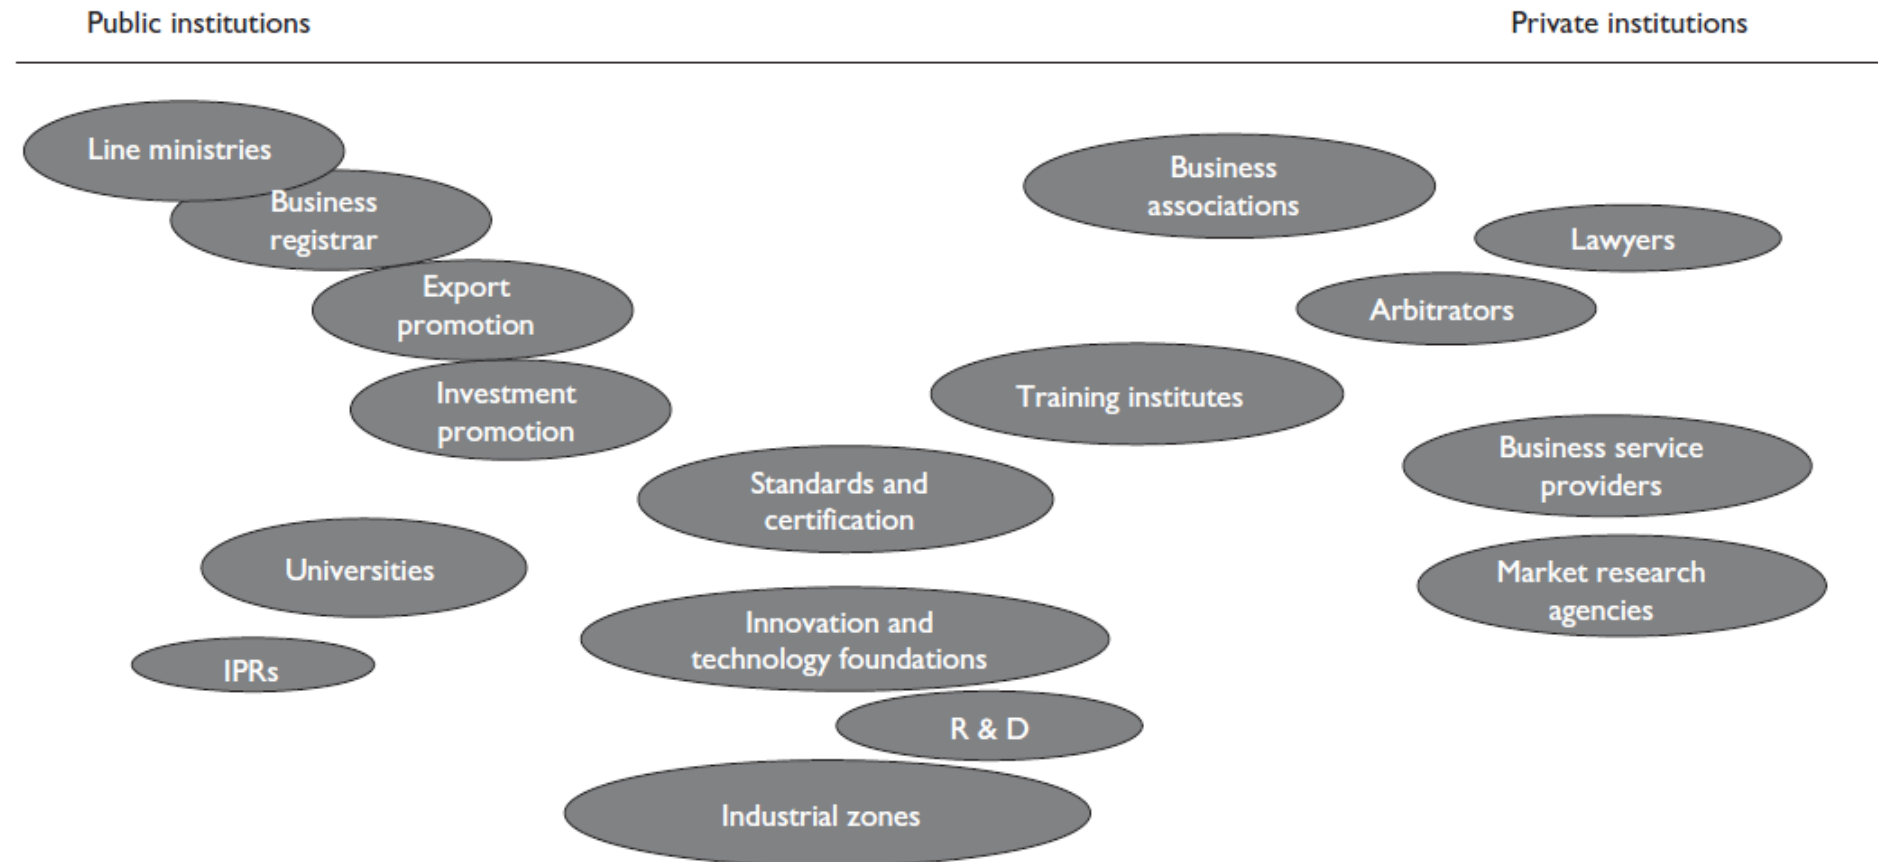 Public institutions
Private institutions
Line ministries
Business
registrar
Export
promotion
Investment
promotion
Universities
IPRs
Standards and
certification
Innovation and
technology foundations
R & D
Industrial zones
Business
associations
Training institutes
Lawyers
Arbitrators
Business service
providers
Market research
agencies